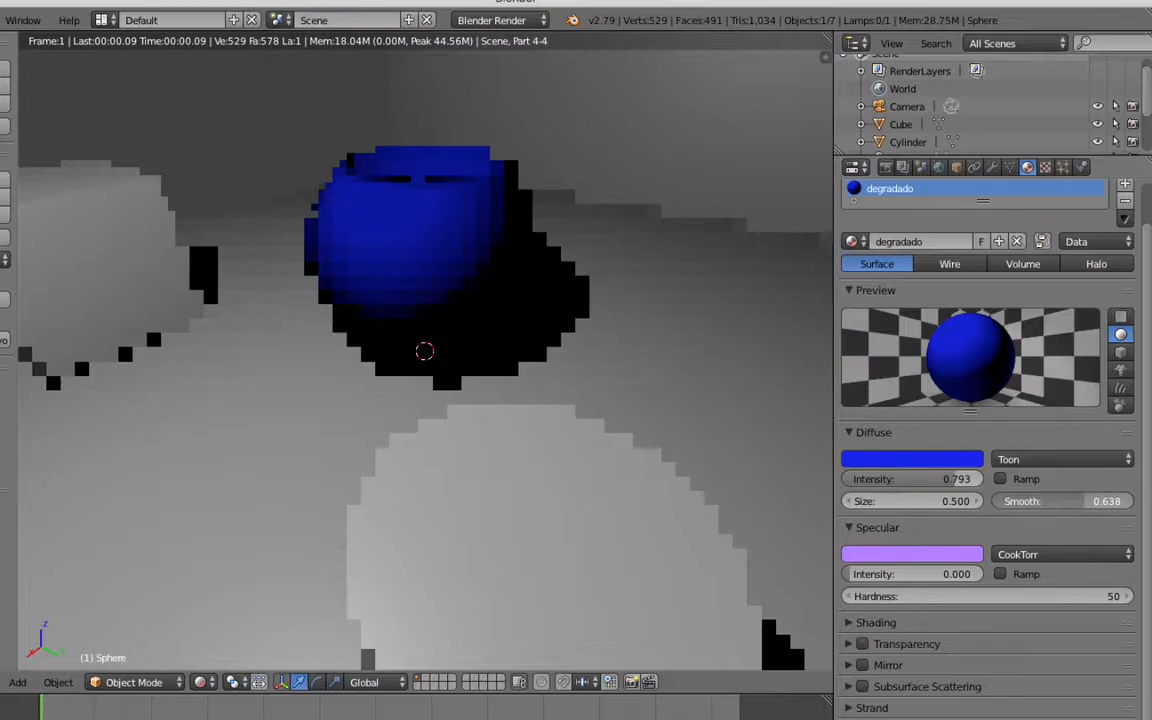 Window Help Default Scene Blender Render v2.79 | Verts:529 | Faces:491 | Tris:1,034 | Objects:1/7 | Lamps:0/1 | Mem:28.75M | Sphere
Frame:1 | Last:00:00.09 Time:00:00.09 | Ve:529 Fa:578 La:1 | Mem:18.04M (0.00M, Peak 44.56M) | Scene, Part 4-4
View Search All Scenes
Scene
RenderLayers
World
Camera
Cube
Cylinder
degradado
degradado F Data
Surface Wire Volume Halo
Preview
Diffuse
Toon
Intensity: 0.793 Ramp
Size: 0.500 Smooth: 0.638
Specular
CookTorr
Intensity: 0.000 Ramp
Hardness: 50
Shading
Transparency
Mirror
Subsurface Scattering
Strand
z
x
y
(1) Sphere
Add Object Object Mode Global